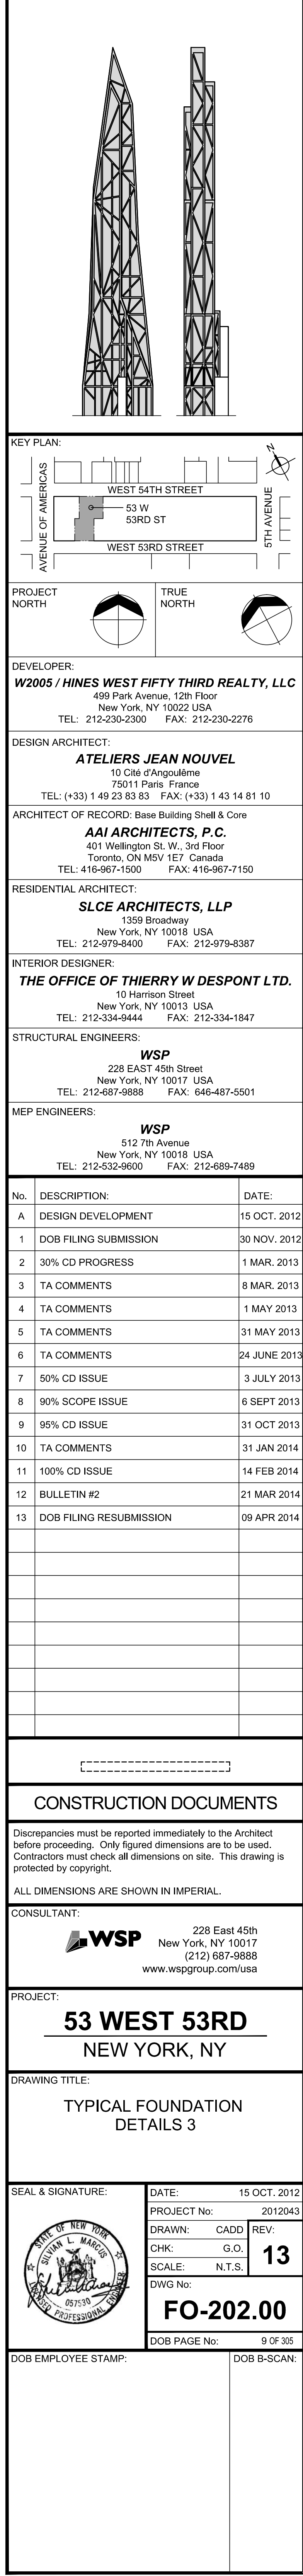 KEY PLAN:
N
AVENUE OF AMERICAS
WEST 54TH STREET
53 W
53RD ST
WEST 53RD STREET
5TH AVENUE
PROJECT
NORTH
TRUE
NORTH
DEVELOPER:
W2005 / HINES WEST FIFTY THIRD REALTY, LLC
499 Park Avenue, 12th Floor
New York, NY 10022 USA
TEL: 212-230-2300 FAX: 212-230-2276
DESIGN ARCHITECT:
ATELIERS JEAN NOUVEL
10 Cité d'Angoulême
75011 Paris France
TEL: (+33) 1 49 23 83 83 FAX: (+33) 1 43 14 81 10
ARCHITECT OF RECORD: Base Building Shell & Core
AAI ARCHITECTS, P.C.
401 Wellington St. W., 3rd Floor
Toronto, ON M5V 1E7 Canada
TEL: 416-967-1500 FAX: 416-967-7150
RESIDENTIAL ARCHITECT:
SLCE ARCHITECTS, LLP
1359 Broadway
New York, NY 10018 USA
TEL: 212-979-8400 FAX: 212-979-8387
INTERIOR DESIGNER:
THE OFFICE OF THIERRY W DESPONT LTD.
10 Harrison Street
New York, NY 10013 USA
TEL: 212-334-9444 FAX: 212-334-1847
STRUCTURAL ENGINEERS:
WSP
228 EAST 45th Street
New York, NY 10017 USA
TEL: 212-687-9888 FAX: 646-487-5501
MEP ENGINEERS:
WSP
512 7th Avenue
New York, NY 10018 USA
TEL: 212-532-9600 FAX: 212-689-7489
No. DESCRIPTION: DATE:
A DESIGN DEVELOPMENT 15 OCT. 2012
1 DOB FILING SUBMISSION 30 NOV. 2012
2 30% CD PROGRESS 1 MAR. 2013
3 TA COMMENTS 8 MAR. 2013
4 TA COMMENTS 1 MAY 2013
5 TA COMMENTS 31 MAY 2013
6 TA COMMENTS 24 JUNE 2013
7 50% CD ISSUE 3 JULY 2013
8 90% SCOPE ISSUE 6 SEPT 2013
9 95% CD ISSUE 31 OCT 2013
10 TA COMMENTS 31 JAN 2014
11 100% CD ISSUE 14 FEB 2014
12 BULLETIN #2 21 MAR 2014
13 DOB FILING RESUBMISSION 09 APR 2014
CONSTRUCTION DOCUMENTS
Discrepancies must be reported immediately to the Architect
before proceeding. Only figured dimensions are to be used.
Contractors must check all dimensions on site. This drawing is
protected by copyright.
ALL DIMENSIONS ARE SHOWN IN IMPERIAL.
CONSULTANT:
WSP
228 East 45th
New York, NY 10017
(212) 687-9888
www.wspgroup.com/usa
PROJECT:
53 WEST 53RD
NEW YORK, NY
DRAWING TITLE:
TYPICAL FOUNDATION
DETAILS 3
SEAL & SIGNATURE:
STATE OF NEW YORK
SILVIAN L. MARCUS
057530
LICENSED PROFESSIONAL ENGINEER
DATE: 15 OCT. 2012
PROJECT No: 2012043
DRAWN: CADD
REV:
13
CHK: G.O.
SCALE: N.T.S.
DWG No:
FO-202.00
DOB PAGE No: 9 OF 305
DOB EMPLOYEE STAMP:
DOB B-SCAN: